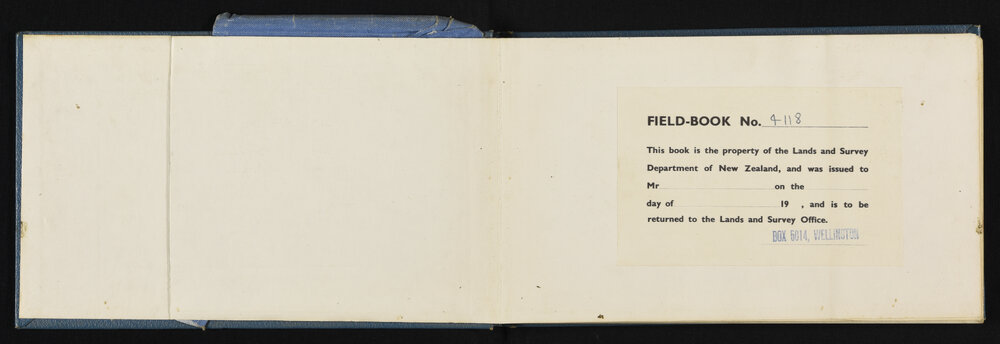 FIELD-BOOK No. 4118
This book is the property of the Lands and Survey
Department of New Zealand, and was issued to
Mr on the
day of 19 , and is to be
returned to the Lands and Survey Office.
BOX 5014, WELLINGTON